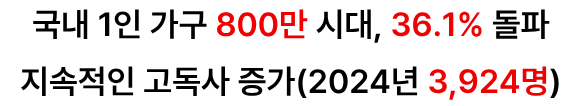 국내 1인 가구 800만 시대, 36.1% 돌파
지속적인 고독사 증가(2024년 3,924명)